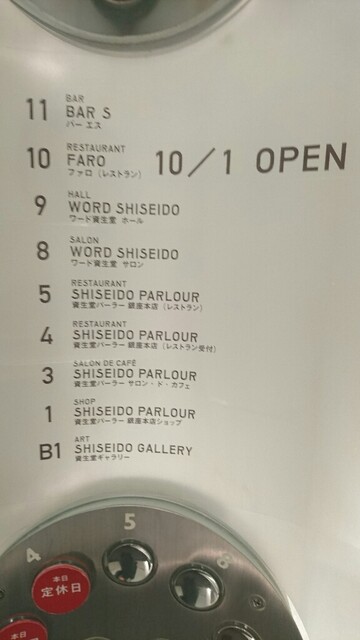 11 BAR
BAR S
バー エス
10 RESTAURANT
FARO 10/1 OPEN
ファロ（レストラン）
9 HALL
WORD SHISEIDO
ワード資生堂 ホール
8 SALON
WORD SHISEIDO
ワード資生堂 サロン
5 RESTAURANT
SHISEIDO PARLOUR
資生堂パーラー 銀座本店（レストラン）
4 RESTAURANT
SHISEIDO PARLOUR
資生堂パーラー 銀座本店（レストラン受付）
3 SALON DE CAFÉ
SHISEIDO PARLOUR
資生堂パーラー サロン・ド・カフェ
1 SHOP
SHISEIDO PARLOUR
資生堂パーラー 銀座本店ショップ
B1 ART
SHISEIDO GALLERY
資生堂ギャラリー
5
4
本日
定休日
本日